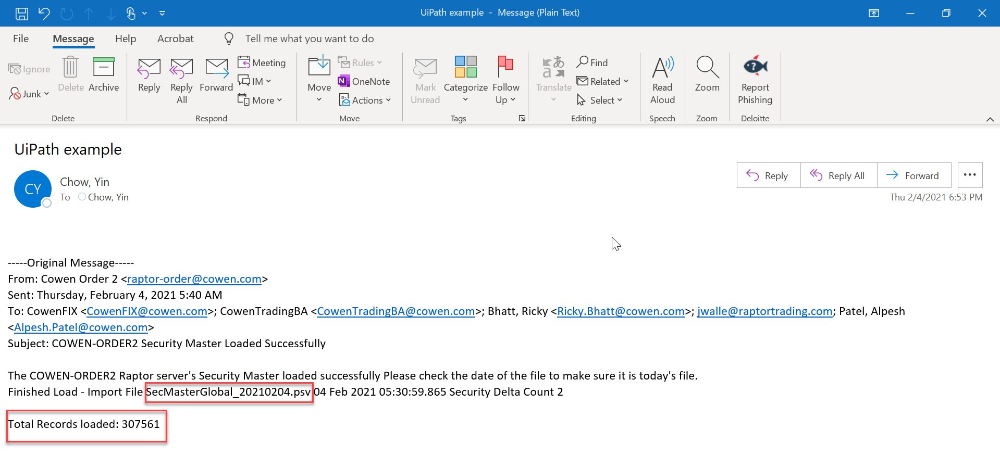 UiPath example - Message (Plain Text)
File Message Help Acrobat Tell me what you want to do
Ignore
Junk
Delete
Archive
Delete
Reply
Reply All
Forward
Meeting
IM
More
Respond
Move
Rules
OneNote
Actions
Move
Mark Unread
Categorize
Follow Up
Tags
Translate
Find
Related
Select
Editing
Read Aloud
Speech
Zoom
Zoom
Report Phishing
Deloitte
UiPath example
CY
Chow, Yin
To Chow, Yin
Reply Reply All Forward
Thu 2/4/2021 6:53 PM
-----Original Message-----
From: Cowen Order 2 <raptor-order@cowen.com>
Sent: Thursday, February 4, 2021 5:40 AM
To: CowenFIX <CowenFIX@cowen.com>; CowenTradingBA <CowenTradingBA@cowen.com>; Bhatt, Ricky <Ricky.Bhatt@cowen.com>; jwalle@raptortrading.com; Patel, Alpesh
<Alpesh.Patel@cowen.com>
Subject: COWEN-ORDER2 Security Master Loaded Successfully
The COWEN-ORDER2 Raptor server's Security Master loaded successfully Please check the date of the file to make sure it is today's file.
Finished Load - Import File SecMasterGlobal_20210204.psv 04 Feb 2021 05:30:59.865 Security Delta Count 2
Total Records loaded: 307561